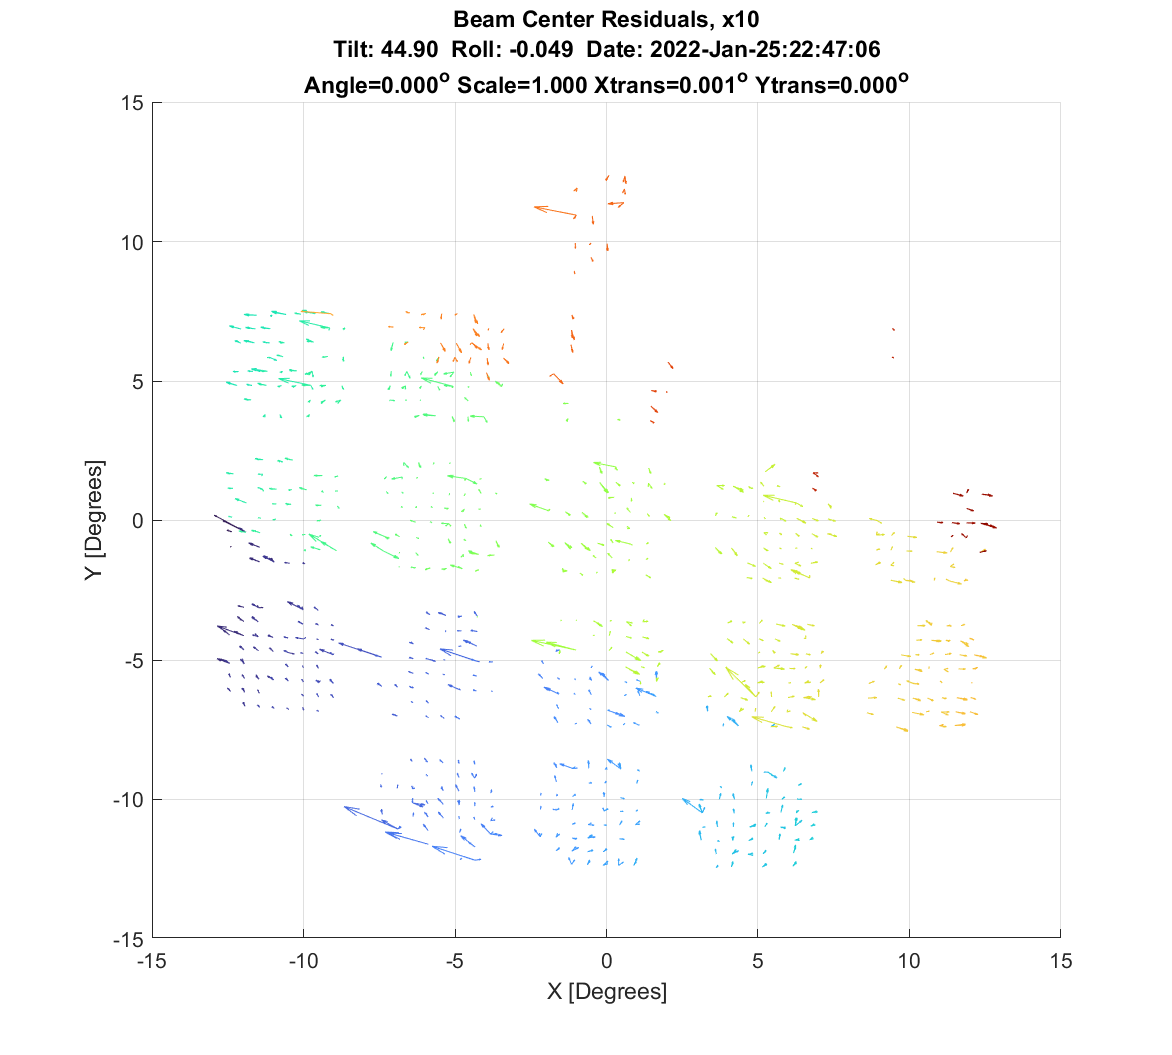 Beam Center Residuals, x10
Tilt: 44.90 Roll: -0.049 Date: 2022-Jan-25:22:47:06
Angle=0.000° Scale=1.000 Xtrans=0.001° Ytrans=0.000°
15
10
5
0
-5
-10
-15
Y [Degrees]
-15 -10 -5 0 5 10 15
X [Degrees]